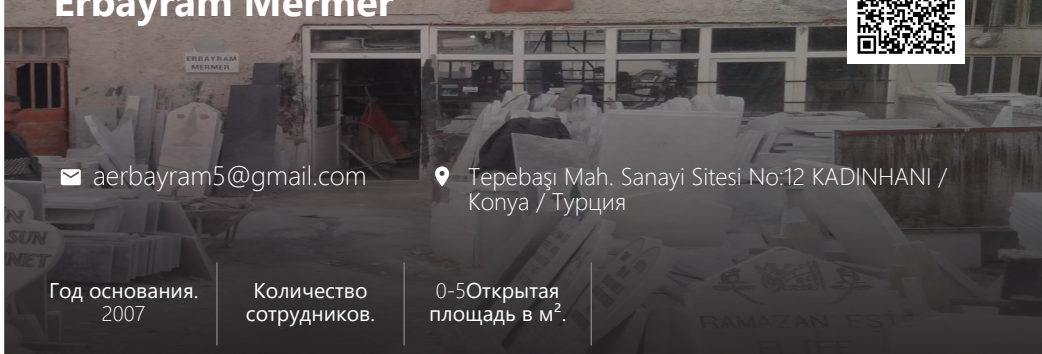 Erbayram Mermer
ERBAYRAM
MERMER
aerbayram5@gmail.com
Tepebaşı Mah. Sanayi Sitesi No:12 KADINHANI /
Konya / Турция
SUN
Год основания.
2007
Количество
сотрудников.
0-5Открытая
площадь в м².
RAMAZAN